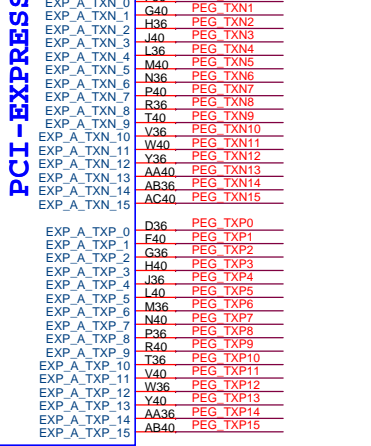 PCI-EXPRESS
EXP_A_TXN_0
EXP_A_TXN_1 G40 PEG_TXN1
EXP_A_TXN_2 H36 PEG_TXN2
EXP_A_TXN_3 J40 PEG_TXN3
EXP_A_TXN_4 L36 PEG_TXN4
EXP_A_TXN_5 M40 PEG_TXN5
EXP_A_TXN_6 N36 PEG_TXN6
EXP_A_TXN_7 P40 PEG_TXN7
EXP_A_TXN_8 R36 PEG_TXN8
EXP_A_TXN_9 T40 PEG_TXN9
EXP_A_TXN_10 V36 PEG_TXN10
EXP_A_TXN_11 W40 PEG_TXN11
EXP_A_TXN_12 Y36 PEG_TXN12
EXP_A_TXN_13 AA40 PEG_TXN13
EXP_A_TXN_14 AB36 PEG_TXN14
EXP_A_TXN_15 AC40 PEG_TXN15
EXP_A_TXP_0 D36 PEG_TXP0
EXP_A_TXP_1 F40 PEG_TXP1
EXP_A_TXP_2 G36 PEG_TXP2
EXP_A_TXP_3 H40 PEG_TXP3
EXP_A_TXP_4 J36 PEG_TXP4
EXP_A_TXP_5 L40 PEG_TXP5
EXP_A_TXP_6 M36 PEG_TXP6
EXP_A_TXP_7 N40 PEG_TXP7
EXP_A_TXP_8 P36 PEG_TXP8
EXP_A_TXP_9 R40 PEG_TXP9
EXP_A_TXP_10 T36 PEG_TXP10
EXP_A_TXP_11 V40 PEG_TXP11
EXP_A_TXP_12 W36 PEG_TXP12
EXP_A_TXP_13 Y40 PEG_TXP13
EXP_A_TXP_14 AA36 PEG_TXP14
EXP_A_TXP_15 AB40 PEG_TXP15